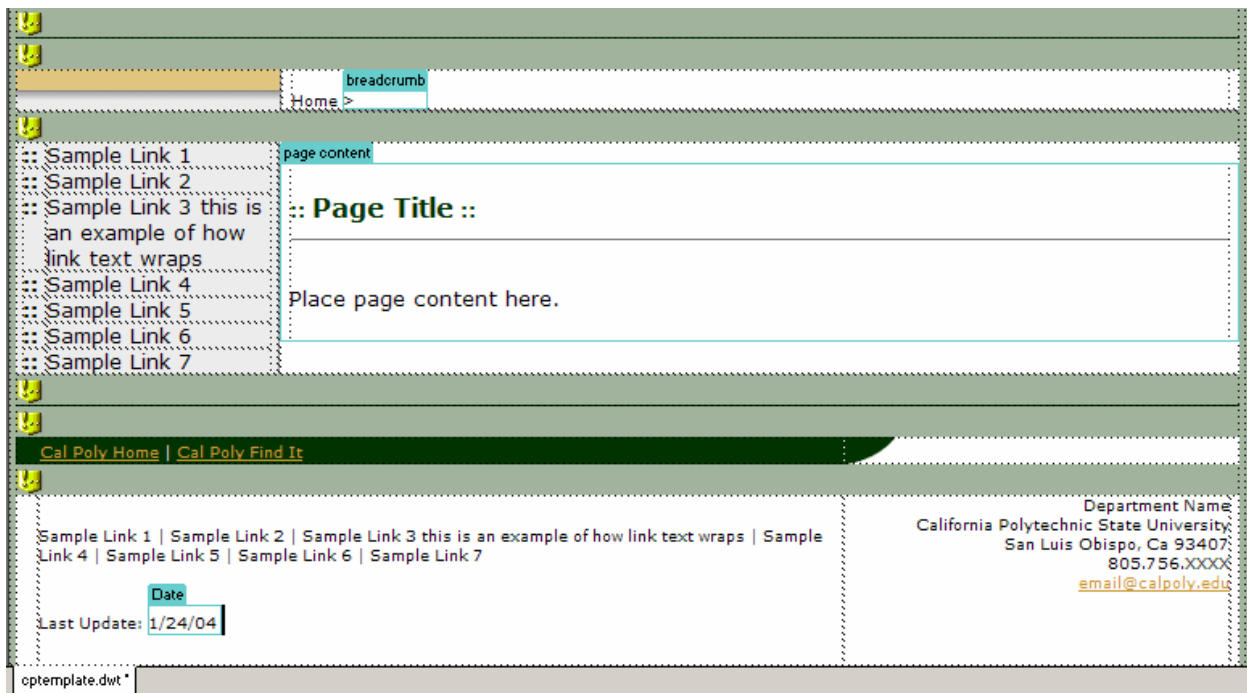 breadcrumb
Home >
:: Sample Link 1
:: Sample Link 2
:: Sample Link 3 this is
an example of how
link text wraps
:: Sample Link 4
:: Sample Link 5
:: Sample Link 6
:: Sample Link 7
page content
:: Page Title ::
Place page content here.
Cal Poly Home | Cal Poly Find It
Sample Link 1 | Sample Link 2 | Sample Link 3 this is an example of how link text wraps | Sample
Link 4 | Sample Link 5 | Sample Link 6 | Sample Link 7
Date
Last Update: 1/24/04
Department Name
California Polytechnic State University
San Luis Obispo, Ca 93407
805.756.XXXX
email@calpoly.edu
cptemplate.dwt*